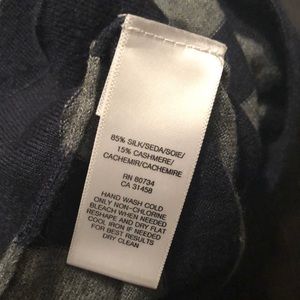 85% SILK/SEDA/SOIE/
15% CASHMERE/
CACHEMIR/CACHEMIRE
RN 80734
CA 31458
HAND WASH COLD
ONLY NON-CHLORINE
BLEACH WHEN NEEDED
RESHAPE AND DRY FLAT
COOL IRON IF NEEDED
FOR BEST RESULTS
DRY CLEAN